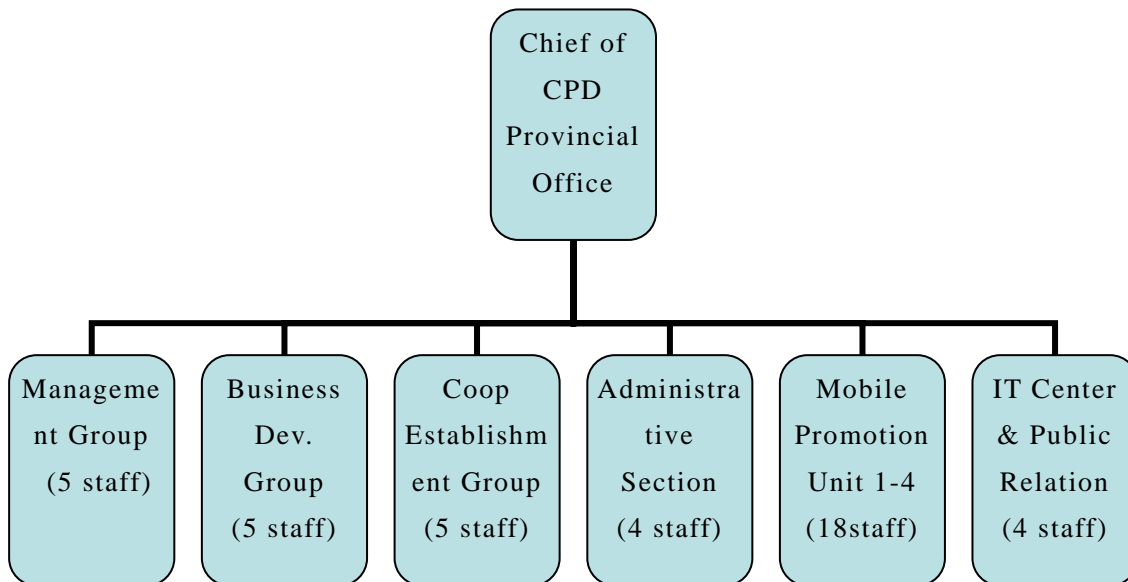 Chief of
CPD
Provincial
Office
Manageme
nt Group
(5 staff)
Business
Dev.
Group
(5 staff)
Coop
Establishm
ent Group
(5 staff)
Administra
tive
Section
(4 staff)
Mobile
Promotion
Unit 1-4
(18staff)
IT Center
& Public
Relation
(4 staff)